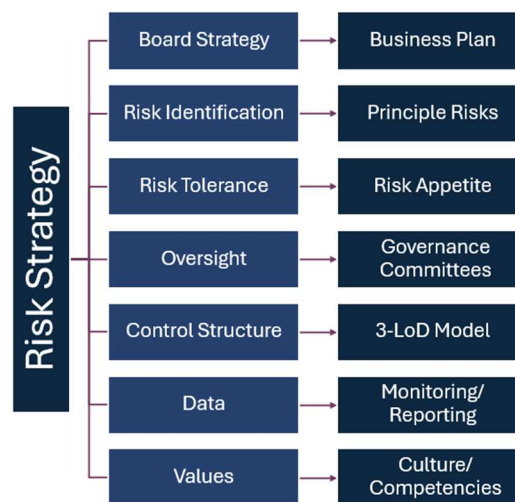 Risk Strategy
Board Strategy
Business Plan
Risk Identification
Principle Risks
Risk Tolerance
Risk Appetite
Oversight
Governance
Committees
Control Structure
3-LoD Model
Data
Monitoring/
Reporting
Values
Culture/
Competencies